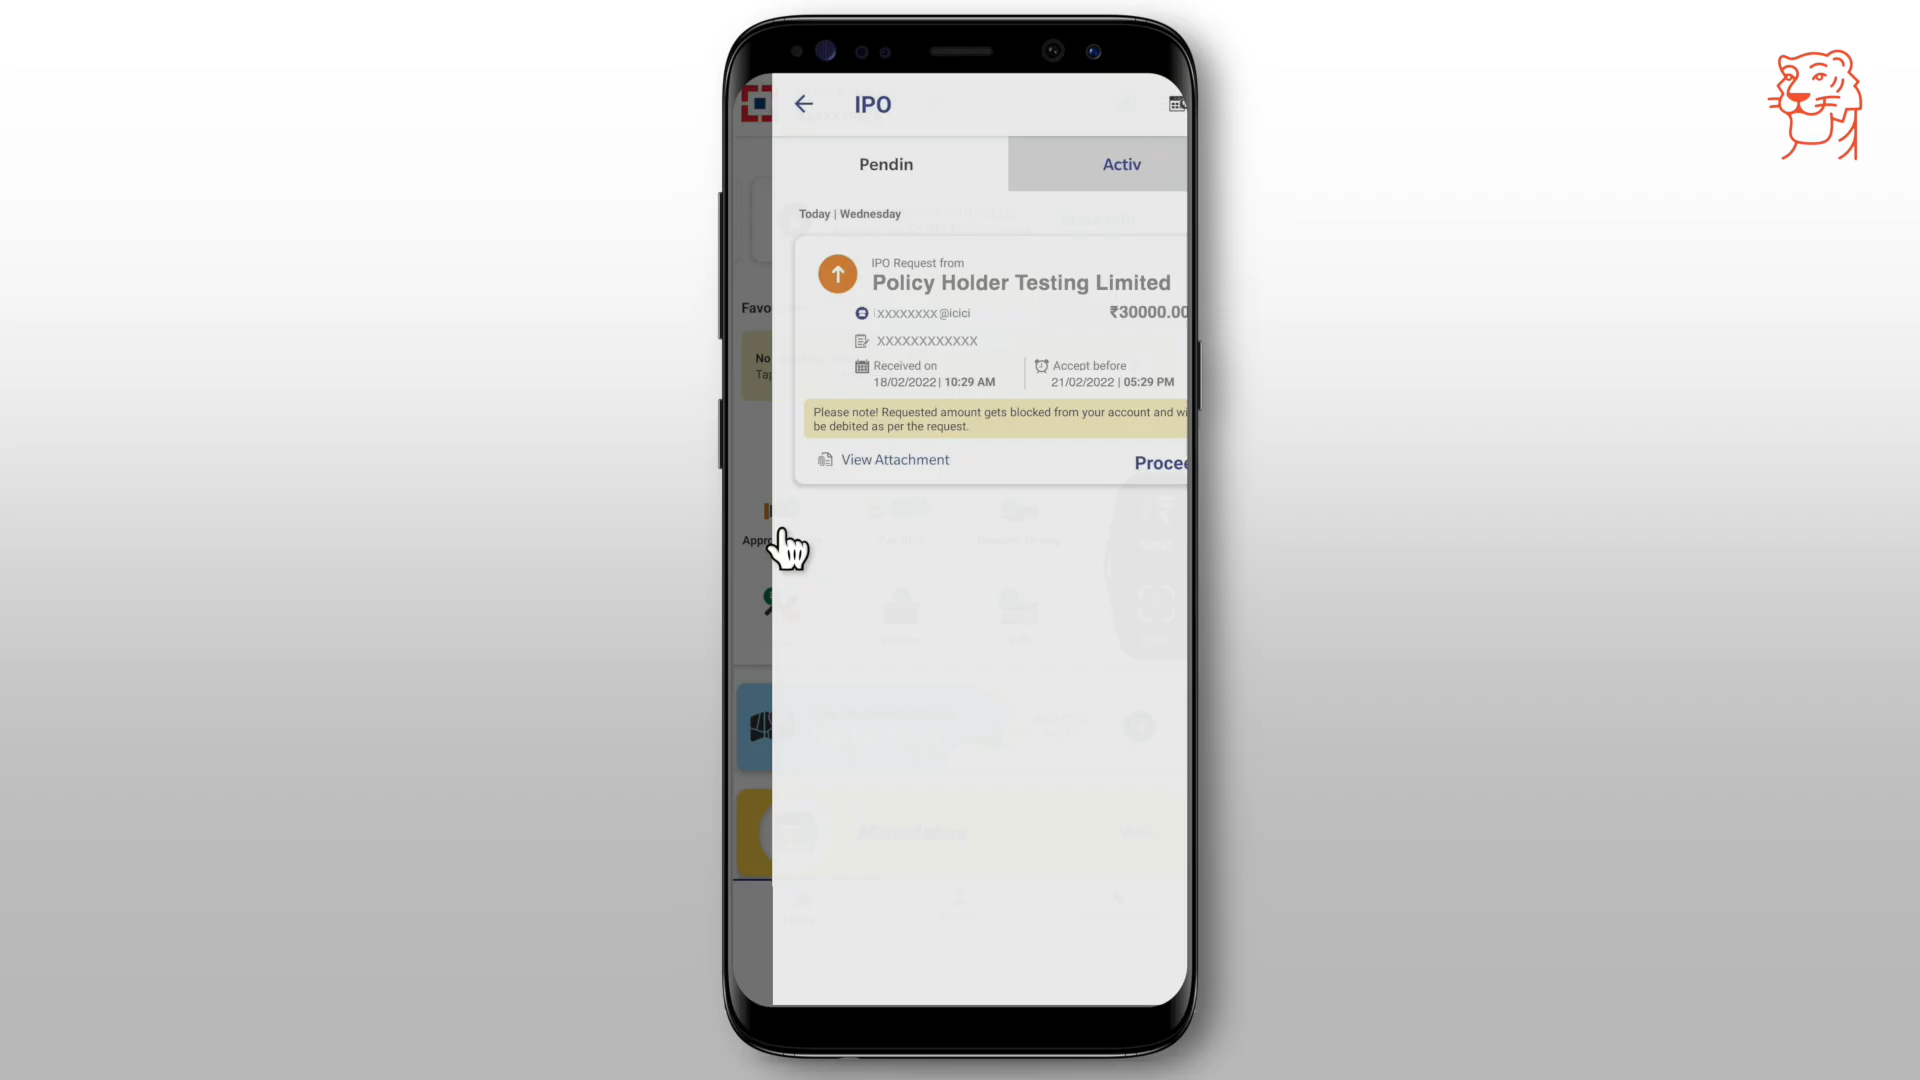 IPO
Pendin
Activ
Today | Wednesday
IPO Request from
Policy Holder Testing Limited
XXXXXXXX@icici
₹30000.00
XXXXXXXXXXXX
Received on
18/02/2022| 10:29 AM
Accept before
21/02/2022 | 05:29 PM
Please note! Requested amount gets blocked from your account and wi
be debited as per the request.
View Attachment
Procee
Favo
No
Tap
Appro